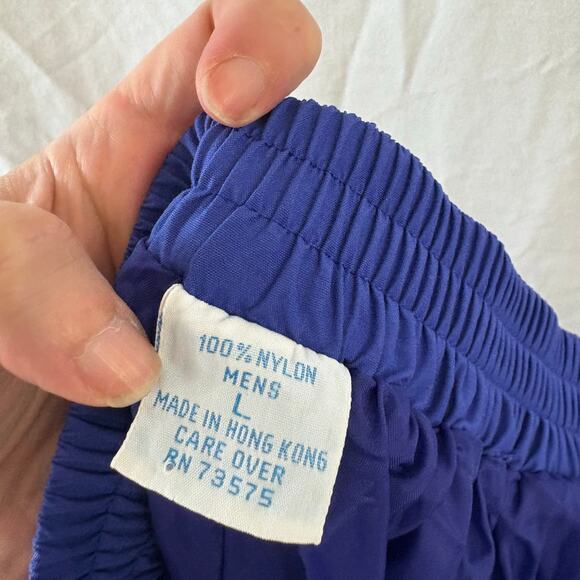 100% NYLON
MENS
L
MADE IN HONG KONG
CARE OVER
RN 73575